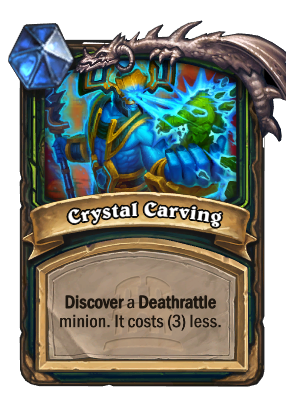 Crystal Carving
Discover a Deathrattle
minion. It costs (3) less.